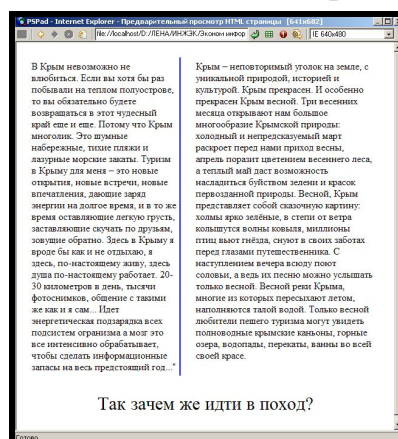 PSPad - Internet Explorer - Предварительный просмотр HTML страницы [641x602]
file://localhost/D:/ЛЕНА/ИНЖЭК/Эконом инфор
IE 640x480
В Крым невозможно не
влюбиться. Если вы хотя бы раз
побывали на теплом полуострове,
то вы обязательно будете
возвращаться в этот чудесный
край еще и еще. Потому что Крым
многолик. Это шумные
набережные, тихие пляжи и
лазурные морские закаты. Туризм
в Крыму для меня – это новые
открытия, новые встречи, новые
впечатления, дающие заряд
энергии на долгое время, и в то же
время оставляющие легкую грусть,
заставляющие скучать по друзьям,
зовущие обратно. Здесь в Крыму я
вроде бы как и не отдыхаю, я
здесь, по-настоящему живу, здесь
душа по-настоящему работает. 20-
30 километров в день, тысячи
фотоснимков, общение с такими
же как и я сам... Идет
энергетическая подзарядка всех
подсистем организма а мозг это
все интенсивно обрабатывает,
чтобы сделать информационные
запасы на весь предстоящий год..."
Крым – неповторимый уголок на земле, с
уникальной природой, историей и
культурой. Крым прекрасен. И особенно
прекрасен Крым весной. Три весенних
месяца открывают нам большое
многообразие Крымской природы:
холодный и непредсказуемый март
раскроет перед нами приход весны,
апрель поразит цветением весеннего леса,
а теплый май даст возможность
насладиться буйством зелени и красок
первозданной природы. Весной, Крым
представляет собой сказочную картину:
холмы ярко зелёные, в степи от ветра
колышутся волны ковыля, миллионы
птиц вьют гнёзда, снуют в своих заботах
перед глазами путешественника. С
наступлением вечера всюду поют
соловьи, а ведь их песню можно услышать
только весной. Весной реки Крыма,
многие из которых пересыхают летом,
наполняются талой водой. Только весной
любители пешего туризма могут увидеть
полноводные крымские каньоны, горные
озера, водопады, перекаты, ванны во всей
своей красе.
Так зачем же идти в поход?
Готово